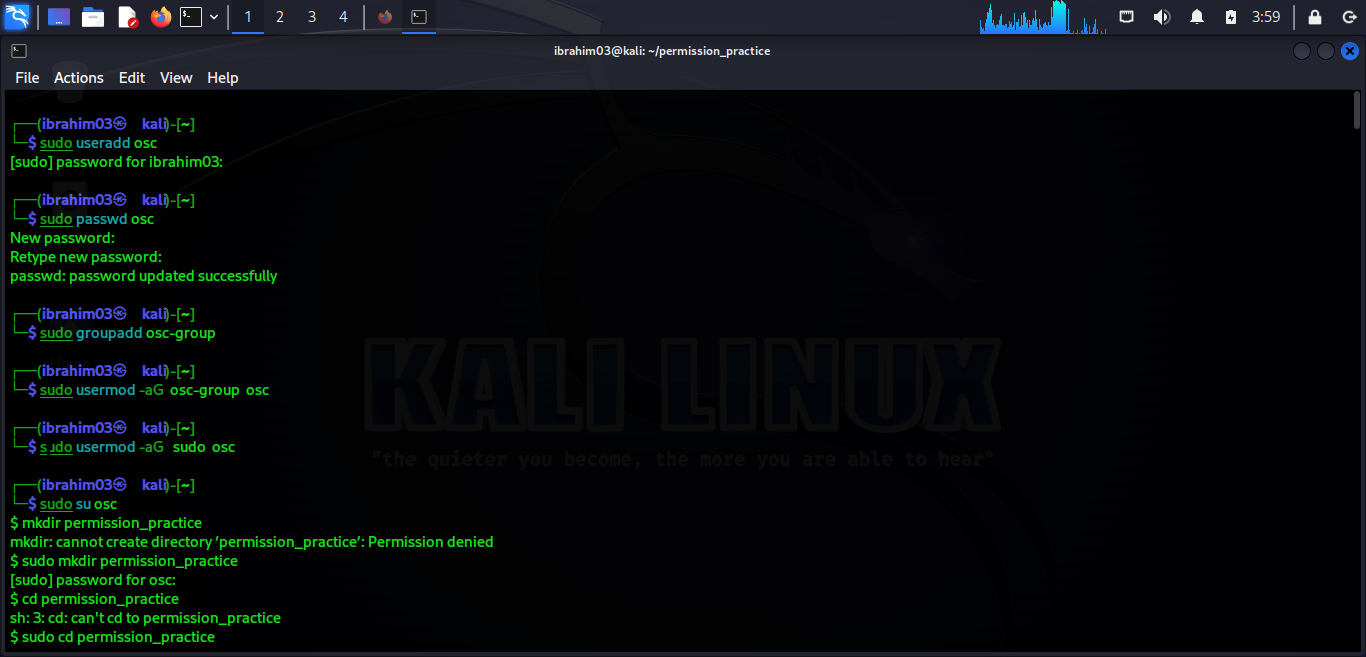 1 2 3 4 3:59
ibrahim03@kali: ~/permission_practice
File Actions Edit View Help
┌──(ibrahim03㉿ kali)-[~]
└─$ sudo useradd osc
[sudo] password for ibrahim03:
┌──(ibrahim03㉿ kali)-[~]
└─$ sudo passwd osc
New password:
Retype new password:
passwd: password updated successfully
┌──(ibrahim03㉿ kali)-[~]
└─$ sudo groupadd osc-group
┌──(ibrahim03㉿ kali)-[~]
└─$ sudo usermod -aG osc-group osc
┌──(ibrahim03㉿ kali)-[~]
└─$ sudo usermod -aG sudo osc
┌──(ibrahim03㉿ kali)-[~]
└─$ sudo su osc
$ mkdir permission_practice
mkdir: cannot create directory ‘permission_practice’: Permission denied
$ sudo mkdir permission_practice
[sudo] password for osc:
$ cd permission_practice
sh: 3: cd: can't cd to permission_practice
$ sudo cd permission_practice
KALI LINUX
"the quieter you become, the more you are able to hear"